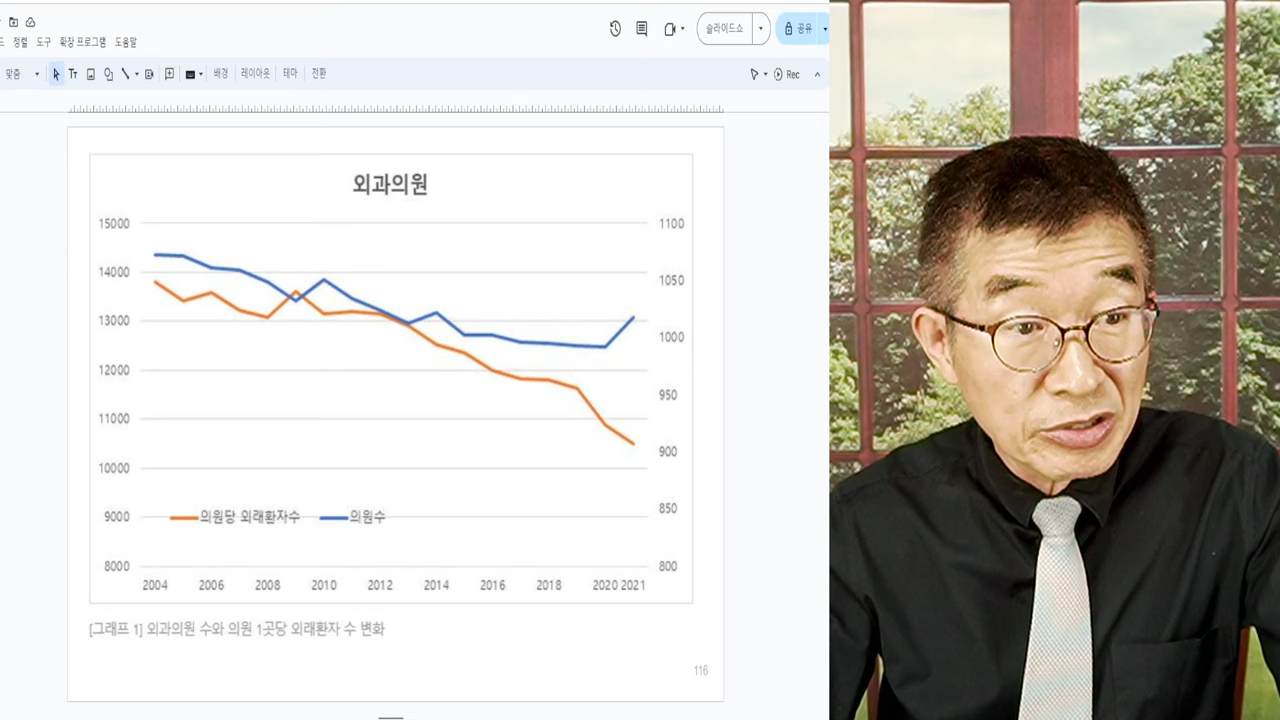 정렬 도구 확장 프로그램 도움말
슬라이드쇼
공유
맞춤
배경 레이아웃 테마 전환
Rec
외과의원
15000
14000
13000
12000
11000
10000
9000
8000
1100
1050
1000
950
900
850
800
의원당 외래환자수 의원수
2004 2006 2008 2010 2012 2014 2016 2018 2020 2021
[그래프 1] 외과의원 수와 의원 1곳당 외래환자 수 변화
116